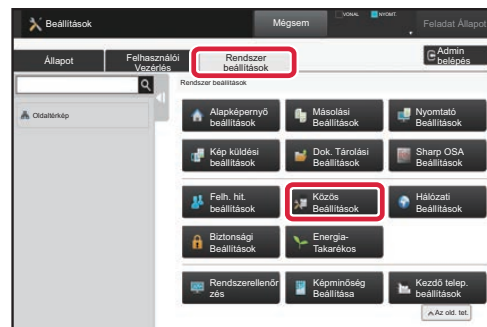 Beállítások
Mégsem
VONAL
NYOMT.
Feladat Állapot
Állapot
Felhasználói
Vezérlés
Rendszer
beállítások
Admin
belépés
Rendszer beállítások
Oldaltérkép
Alapképernyő
beállítások
Másolási
Beállítások
Nyomtató
Beállítások
Kép küldési
beállítások
Dok. Tárolási
Beállítások
Sharp OSA
Beállítások
Felh. hit.
beállítások
Közös
Beállítások
Hálózati
Beállítások
Biztonsági
Beállítások
Energia-
Takarékos
Rendszerellenőr
zés
Képminőség
Beállítása
Kezdő telep.
beállítások
Az old. tet.